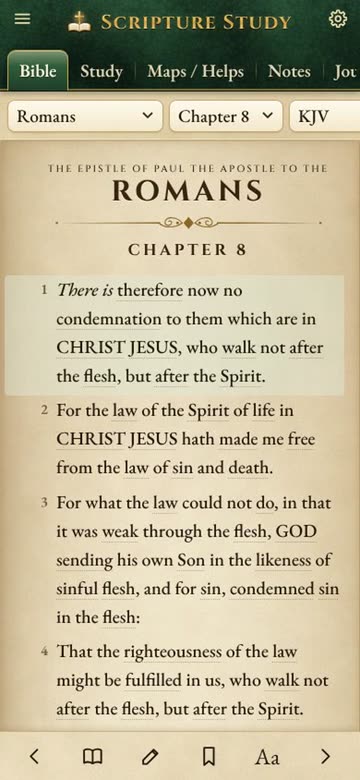 SCRIPTURE STUDY
Bible Study Maps / Helps Notes Jou
Romans Chapter 8 KJV
THE EPISTLE OF PAUL THE APOSTLE TO THE
ROMANS
CHAPTER 8
1 There is therefore now no
condemnation to them which are in
CHRIST JESUS, who walk not after
the flesh, but after the Spirit.
2 For the law of the Spirit of life in
CHRIST JESUS hath made me free
from the law of sin and death.
3 For what the law could not do, in that
it was weak through the flesh, GOD
sending his own Son in the likeness of
sinful flesh, and for sin, condemned sin
in the flesh:
4 That the righteousness of the law
might be fulfilled in us, who walk not
after the flesh, but after the Spirit.
Aa